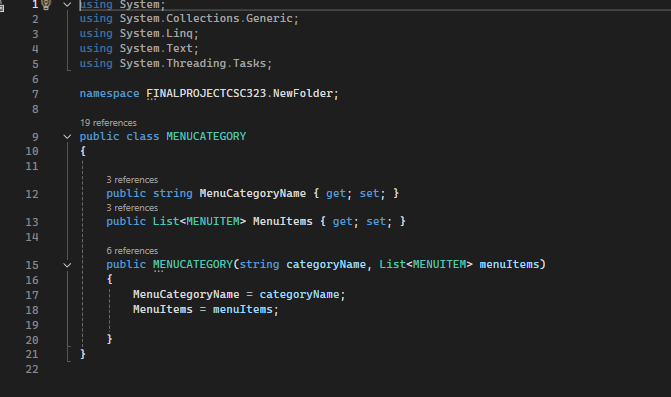 1 using System;
2 using System.Collections.Generic;
3 using System.Linq;
4 using System.Text;
5 using System.Threading.Tasks;
6
7 namespace FINALPROJECTCSC323.NewFolder;
8
19 references
9 public class MENUCATEGORY
10 {
11
3 references
12 public string MenuCategoryName { get; set; }
3 references
13 public List<MENUITEM> MenuItems { get; set; }
14
6 references
15 public MENUCATEGORY(string categoryName, List<MENUITEM> menuItems)
16 {
17 MenuCategoryName = categoryName;
18 MenuItems = menuItems;
19
20 }
21 }
22